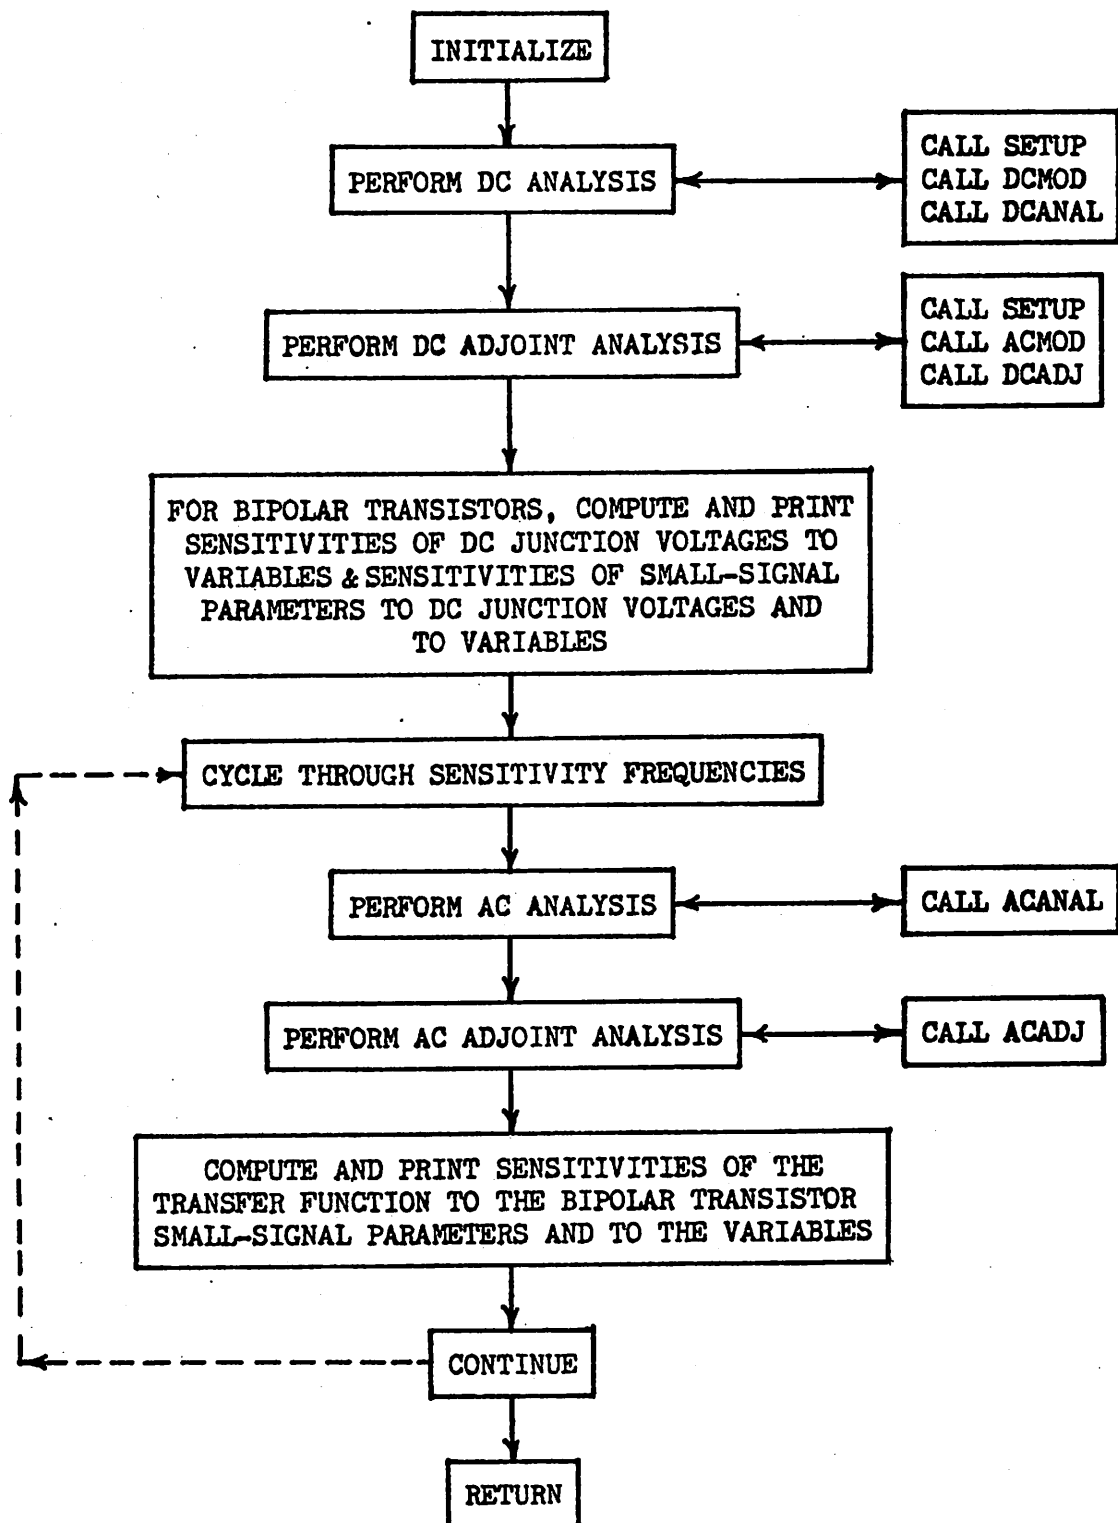 INITIALIZE
PERFORM DC ANALYSIS
CALL SETUP
CALL DCMOD
CALL DCANAL
PERFORM DC ADJOINT ANALYSIS
CALL SETUP
CALL ACMOD
CALL DCADJ
FOR BIPOLAR TRANSISTORS, COMPUTE AND PRINT
SENSITIVITIES OF DC JUNCTION VOLTAGES TO
VARIABLES & SENSITIVITIES OF SMALL-SIGNAL
PARAMETERS TO DC JUNCTION VOLTAGES AND
TO VARIABLES
CYCLE THROUGH SENSITIVITY FREQUENCIES
PERFORM AC ANALYSIS
CALL ACANAL
PERFORM AC ADJOINT ANALYSIS
CALL ACADJ
COMPUTE AND PRINT SENSITIVITIES OF THE
TRANSFER FUNCTION TO THE BIPOLAR TRANSISTOR
SMALL-SIGNAL PARAMETERS AND TO THE VARIABLES
CONTINUE
RETURN